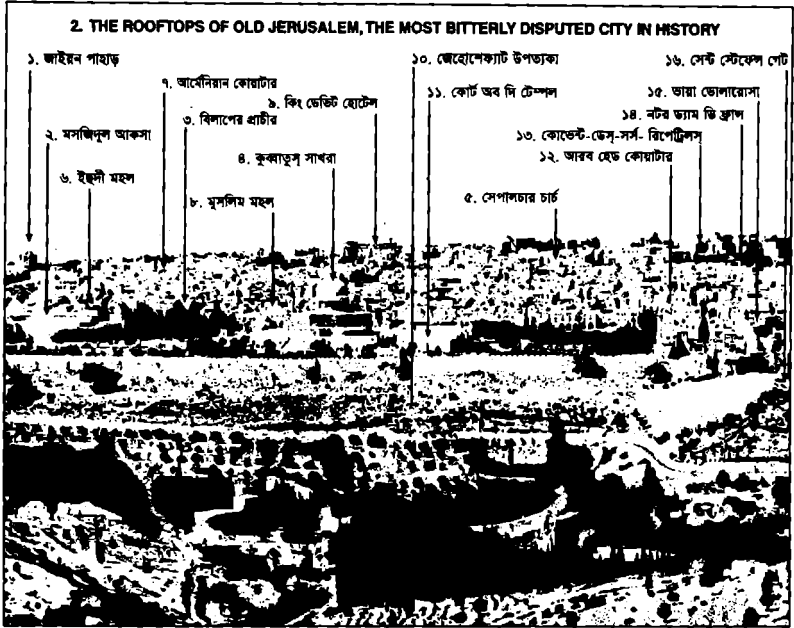 2. THE ROOFTOPS OF OLD JERUSALEM, THE MOST BITTERLY DISPUTED CITY IN HISTORY
১. জাইয়ন পাহাড়
১০. জেহোশেফ্যাট উপত্যকা
১৬. সেন্ট স্টেফেন্স গেট
৭. আর্মেনিয়ান কোয়ার্টার
১১. কোর্ট অব দি টেম্পল
১৫. ভায়া ডোলারোসা
৯. কিং ডেভিট হোটেল
১৪. নটর ড্যাম ডি ফ্রান্স
৩. বিলাপের প্রাচীর
২. মসজিদুল আকসা
১৩. কোভেন্ট-ডেস্-সর্স- রিপেট্রিলস্
৪. কুব্বাতুস্ সাখরা
১২. আরব হেড কোয়ার্টার
৬. ইহুদী মহল
৮. মুসলিম মহল
৫. সেপালচার চার্চ